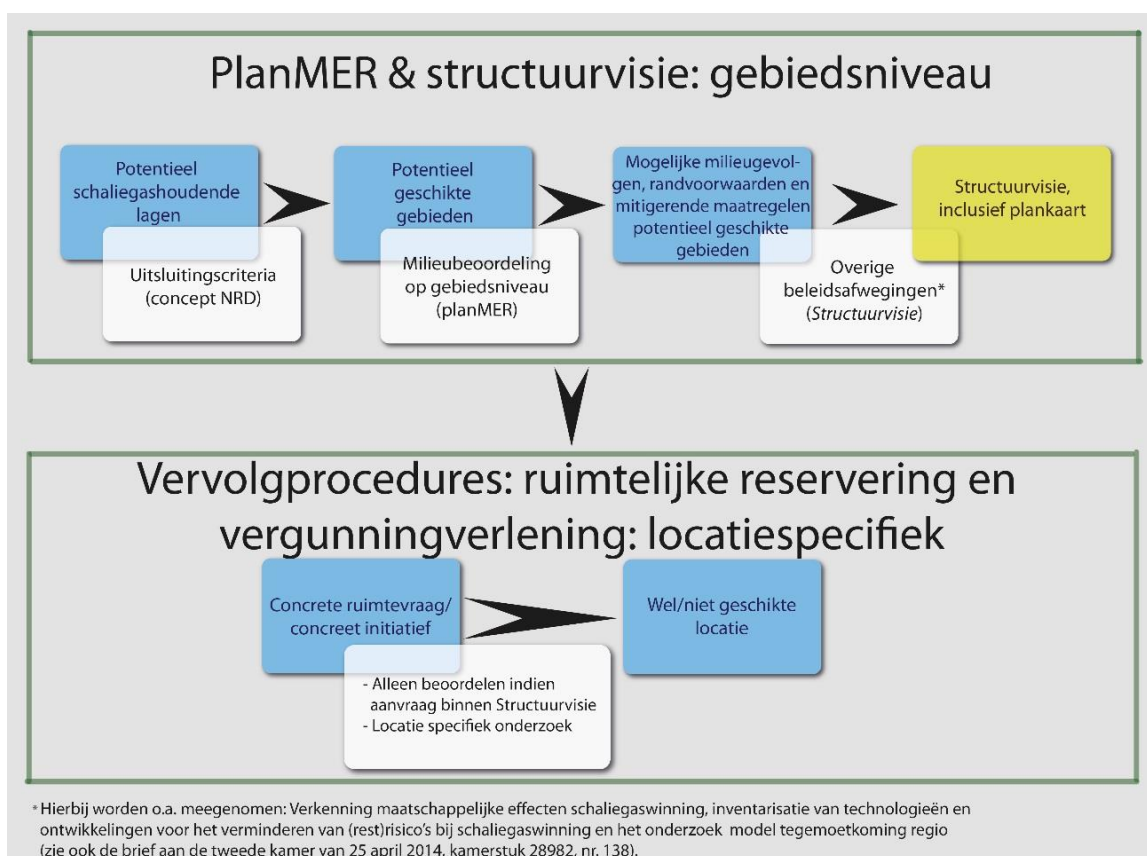 PlanMER & structuurvisie: gebiedsniveau
Potentieel
schaliegashoudende
lagen
Uitsluitingscriteria
(concept NRD)
Potentieel
geschikte
gebieden
Milieubeoordeling
op gebiedsniveau
(planMER)
Mogelijke milieugevol-
gen, randvoorwaarden en
mitigerende maatregelen
potentieel geschikte
gebieden
Overige
beleidsafwegingen*
(Structuurvisie)
Structuurvisie,
inclusief plankaart
Vervolgprocedures: ruimtelijke reservering en
vergunningverlening: locatiespecifiek
Concrete ruimtevraag/
concreet initiatief
- Alleen beoordelen indien
aanvraag binnen Structuurvisie
- Locatie specifiek onderzoek
Wel/niet geschikte
locatie
* Hierbij worden o.a. meegenomen: Verkenning maatschappelijke effecten schaliegaswinning, inventarisatie van technologieën en
ontwikkelingen voor het verminderen van (rest)risico's bij schaliegaswinning en het onderzoek model tegemoetkoming regio
(zie ook de brief aan de tweede kamer van 25 april 2014, kamerstuk 28982, nr. 138).